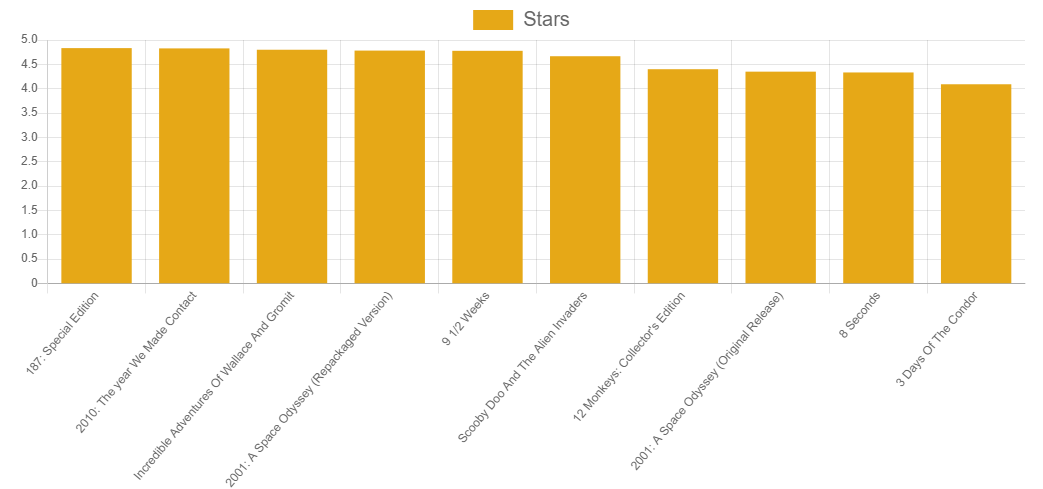 Stars
5.0
4.5
4.0
3.5
3.0
2.5
2.0
1.5
1.0
0.5
0
187: Special Edition
2010: The year We Made Contact
Incredible Adventures Of Wallace And Gromit
2001: A Space Odyssey (Repackaged Version)
9 1/2 Weeks
Scooby Doo And The Alien Invaders
12 Monkeys: Collector's Edition
2001: A Space Odyssey (Original Release)
8 Seconds
3 Days Of The Condor